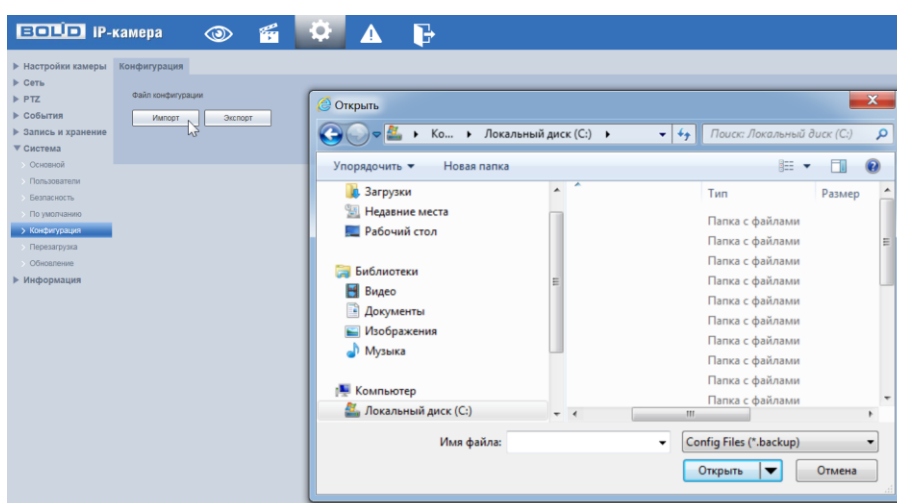 BOLID IP-камера
Настройки камеры
Сеть
PTZ
События
Запись и хранение
Система
Основной
Пользователи
Безпасность
По умолчанию
Конфигурация
Перезагрузка
Обновление
Информация
Конфигурация
Файл конфигурации
Импорт Экспорт
Открыть
Ко... Локальный диск (C:) Поиск: Локальный диск (C:)
Упорядочить Новая папка
Загрузки
Недавние места
Рабочий стол
Библиотеки
Видео
Документы
Изображения
Музыка
Компьютер
Локальный диск (C:)
Тип Размер
Папка с файлами
Папка с файлами
Папка с файлами
Папка с файлами
Папка с файлами
Папка с файлами
Папка с файлами
Папка с файлами
Папка с файлами
Папка с файлами
Имя файла: Config Files (*.backup)
Открыть Отмена